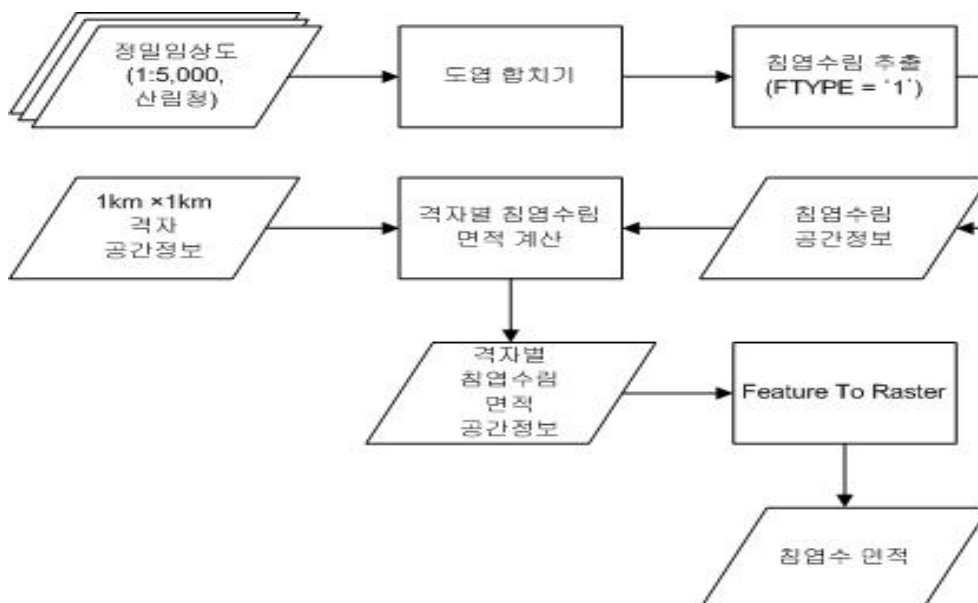 정밀임상도
(1:5,000,
산림청)
도엽 합치기
침엽수림 추출
(FTYPE = '1')
1km ×1km
격자
공간정보
격자별 침엽수림
면적 계산
침엽수림
공간정보
격자별
침엽수림
면적
공간정보
Feature To Raster
침엽수 면적